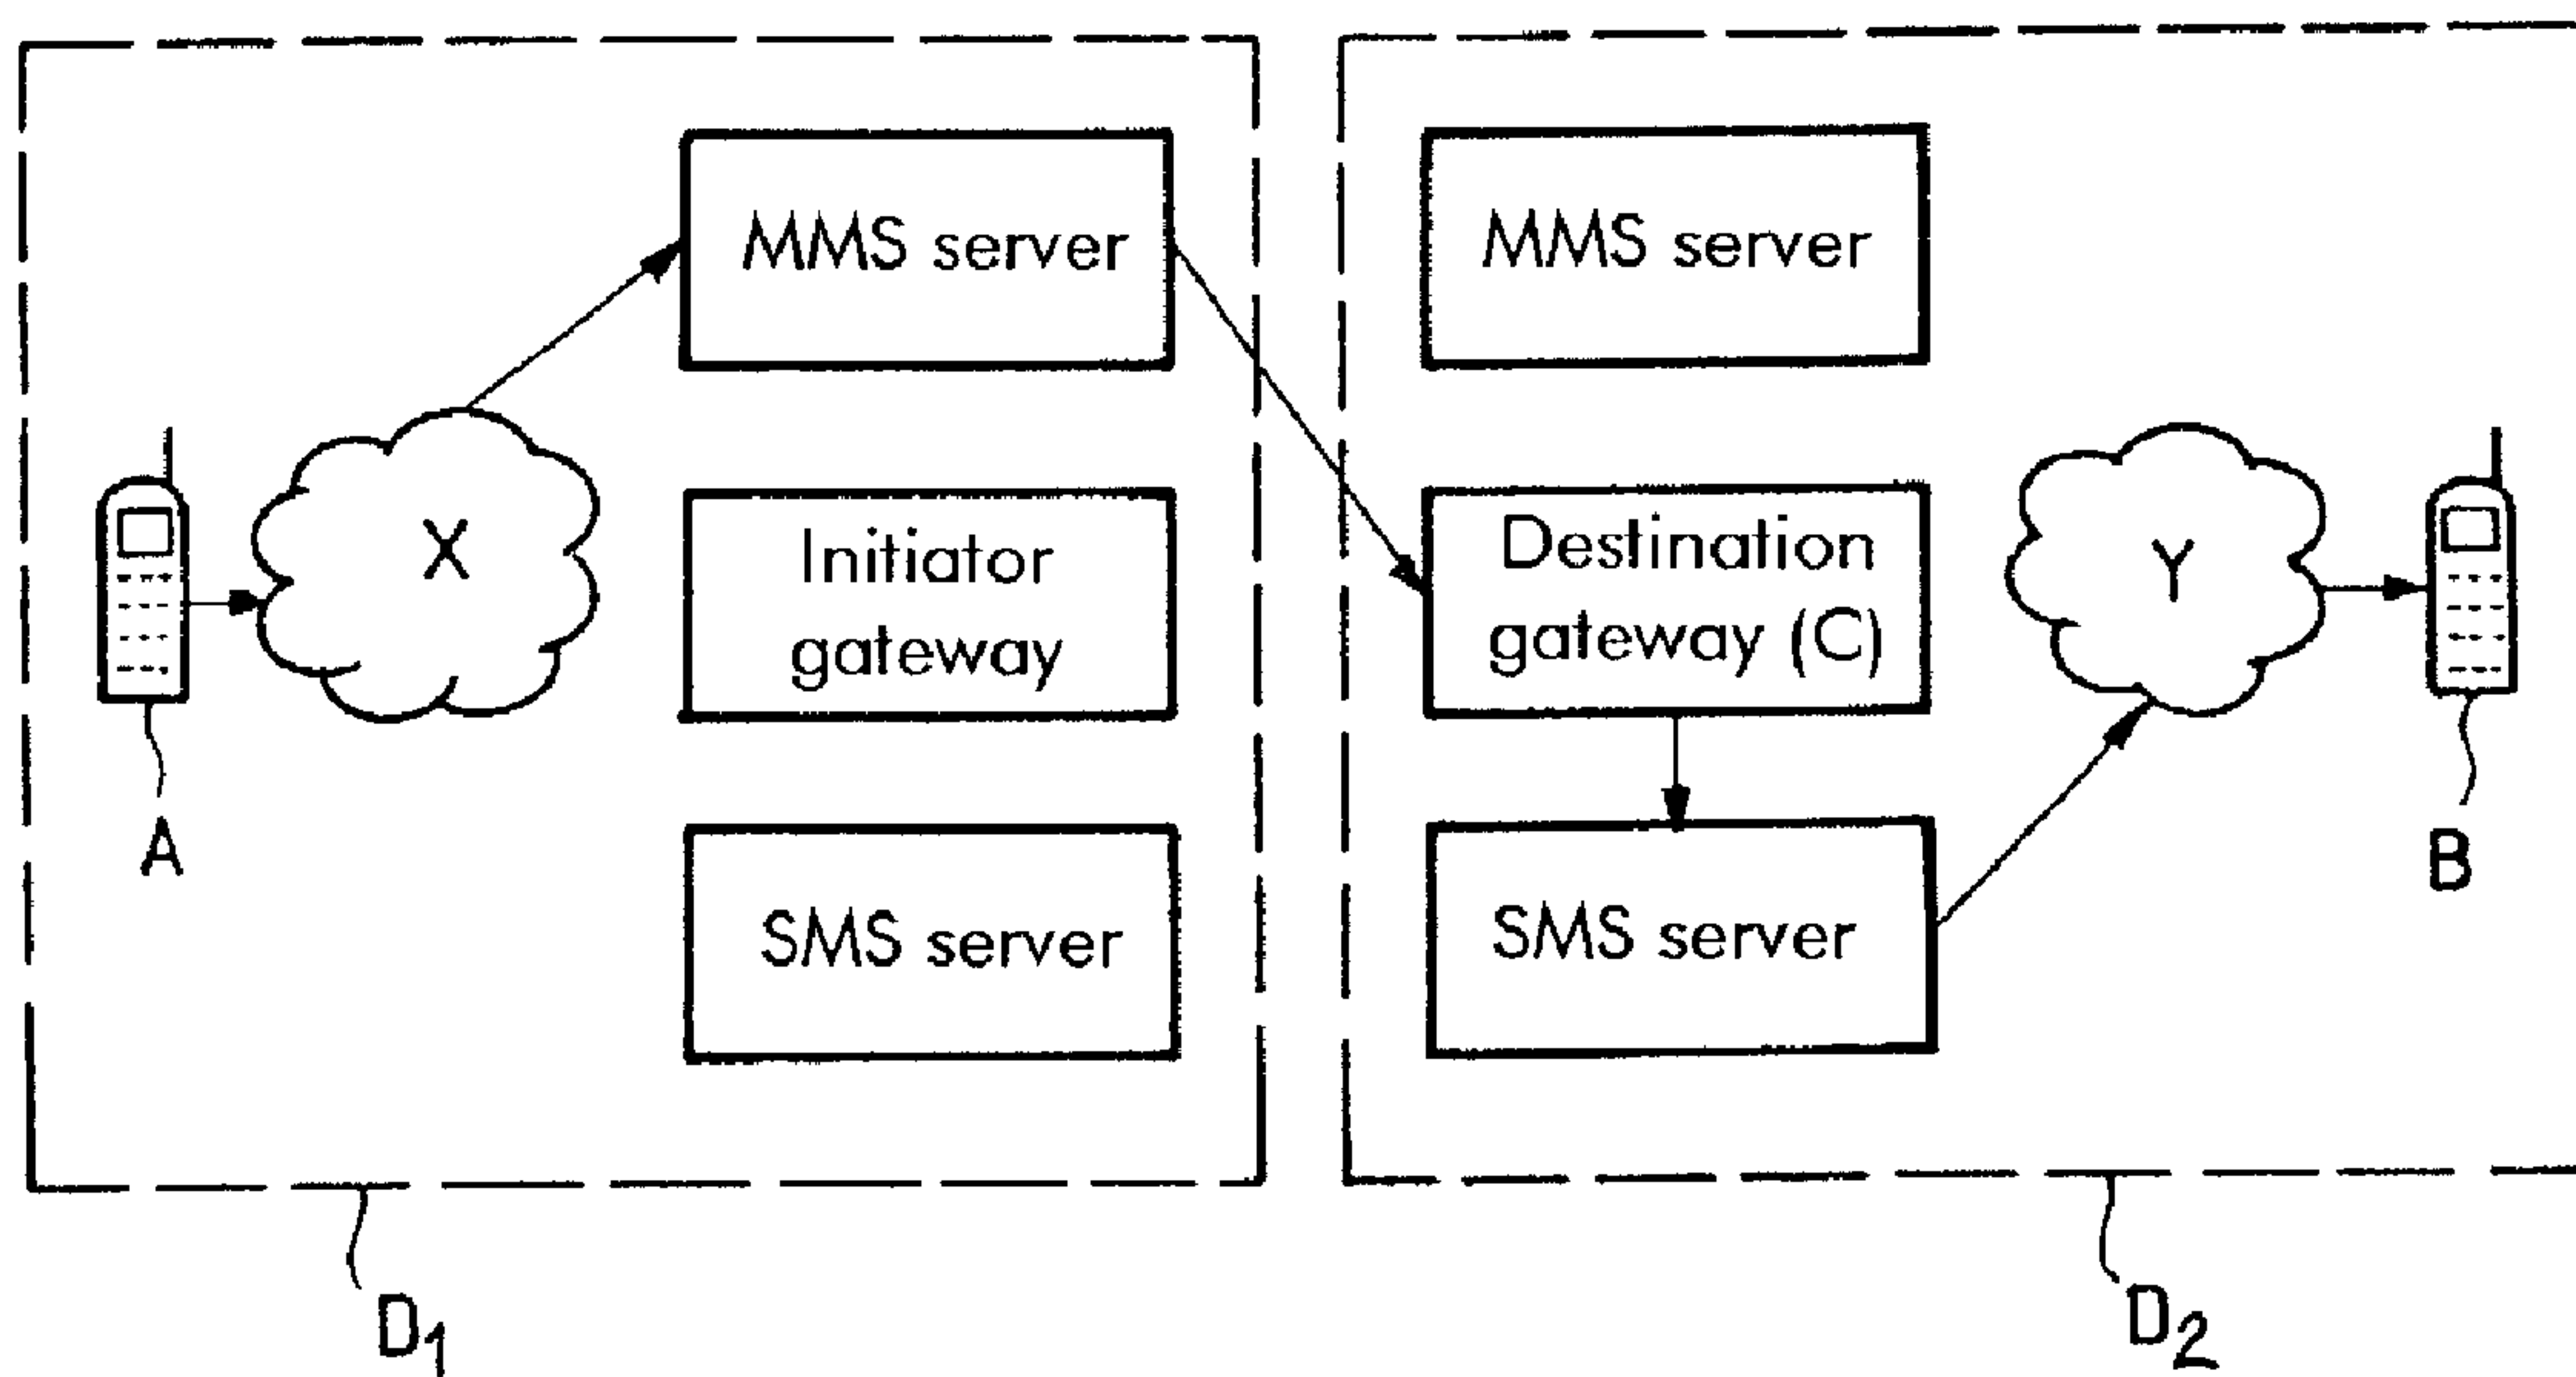 MMS server
MMS server
X
Initiator
gateway
Destination
gateway (C)
Y
A
SMS server
SMS server
B
D1
D2